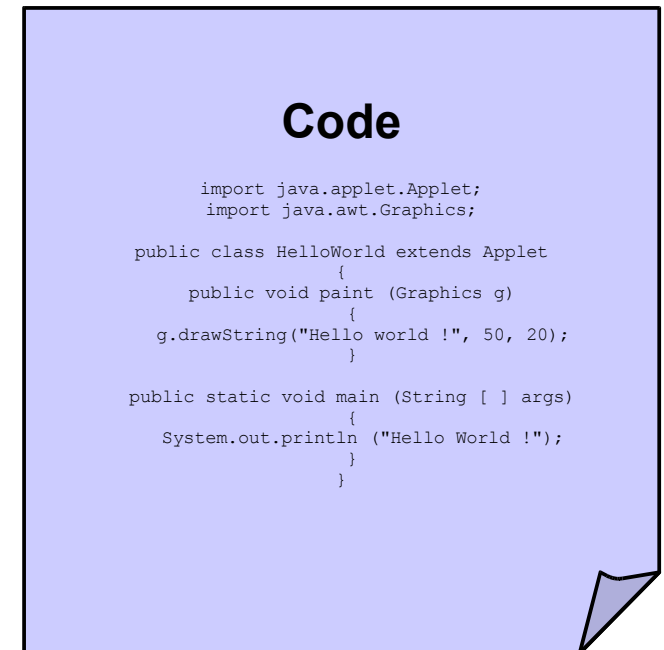 Code
import java.applet.Applet;
import java.awt.Graphics;
public class HelloWorld extends Applet
{
public void paint (Graphics g)
{
g.drawString("Hello world !", 50, 20);
}
public static void main (String [ ] args)
{
System.out.println ("Hello World !");
}
}